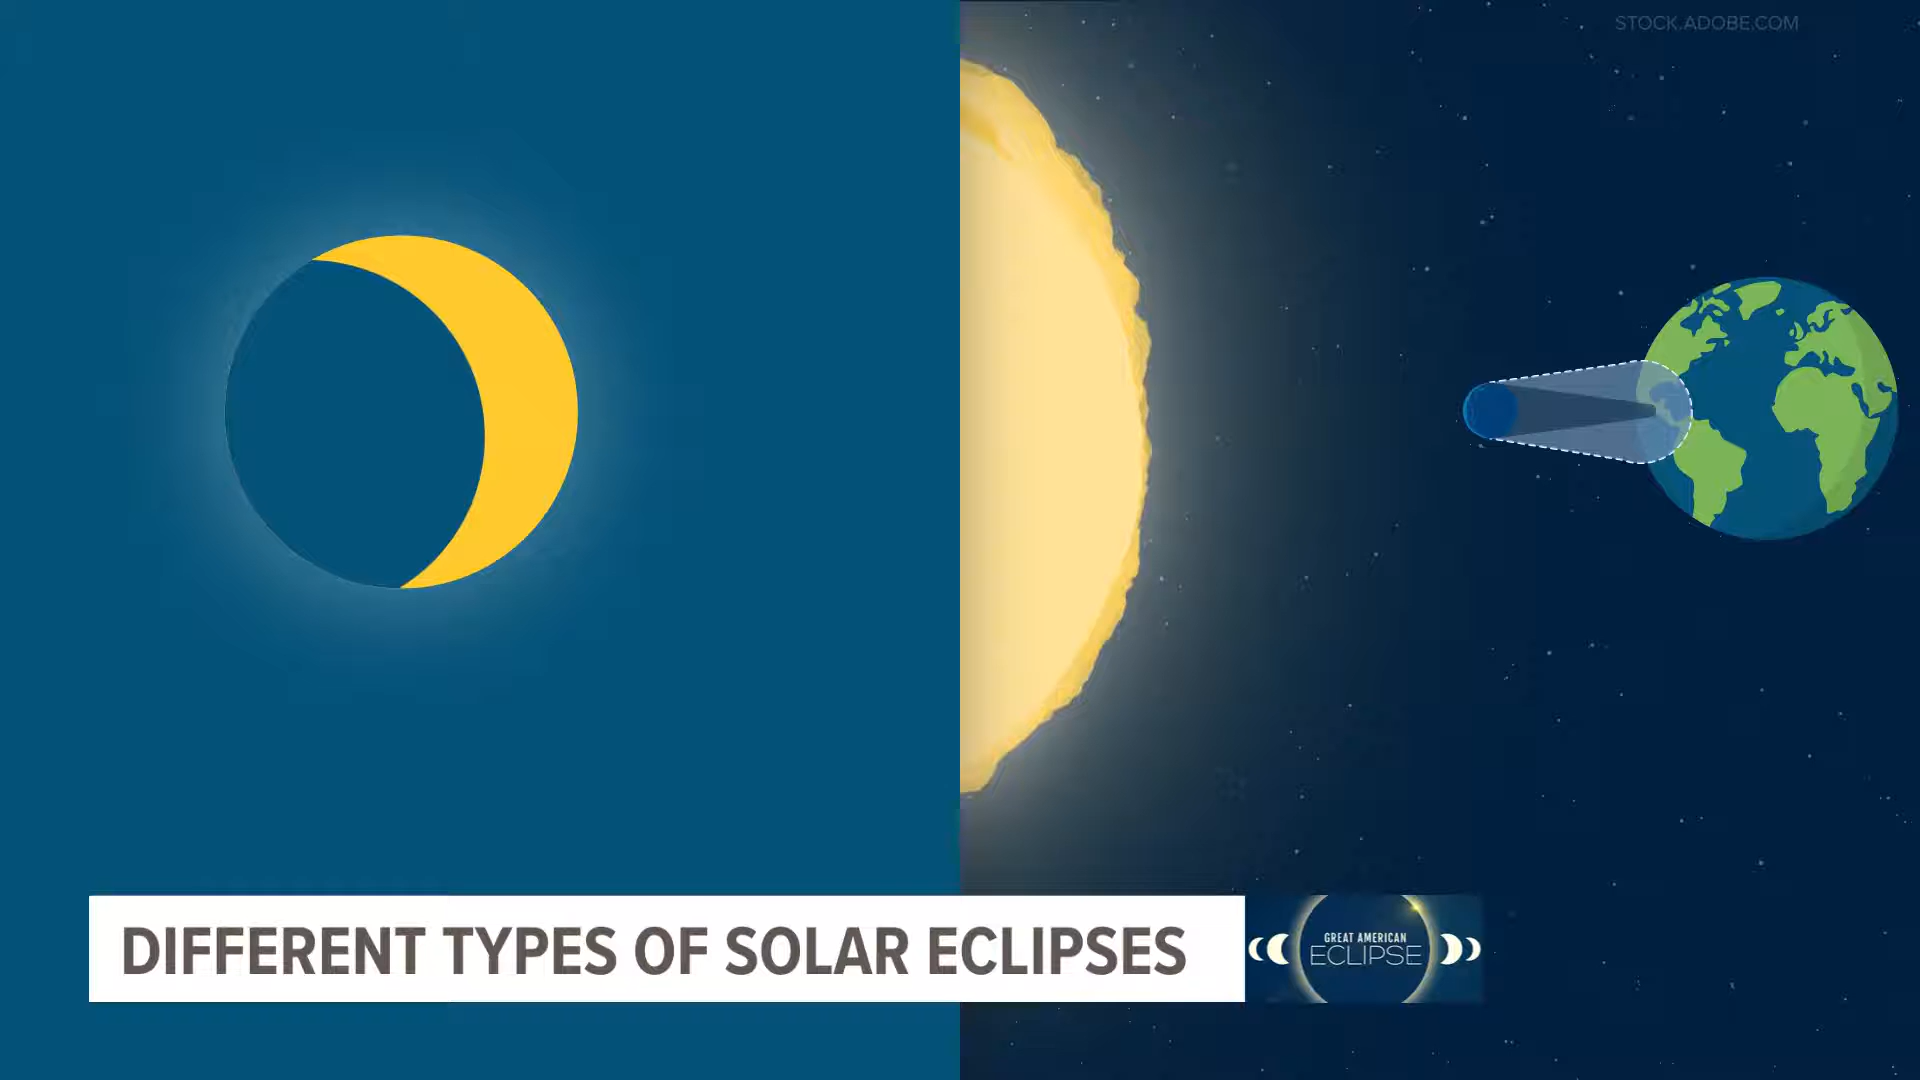 STOCK.ADOBE.COM
DIFFERENT TYPES OF SOLAR ECLIPSES
GREAT AMERICAN
ECLIPSE